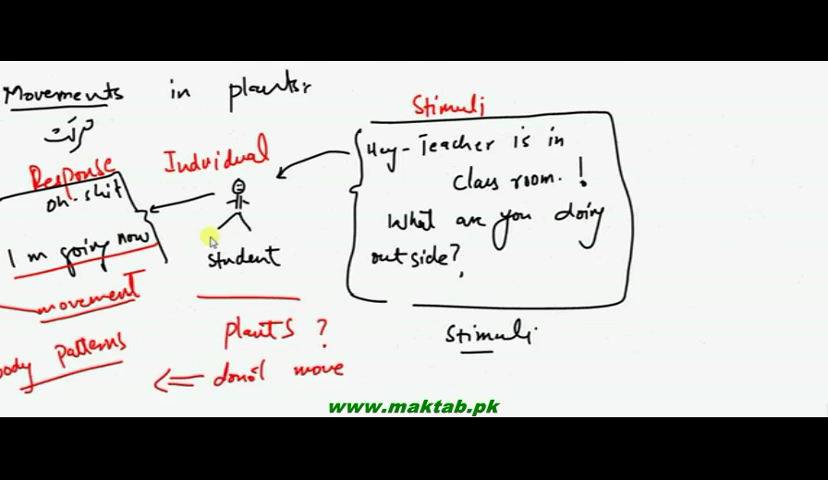 Movements in plants:
حرکت
Stimuli
Hey - Teacher is in
class room. !
What are you doing
outside?
Stimuli
Individual
student
Response
oh. shit
I m going now
movement
body patterns
plants ?
don't move
www.maktab.pk